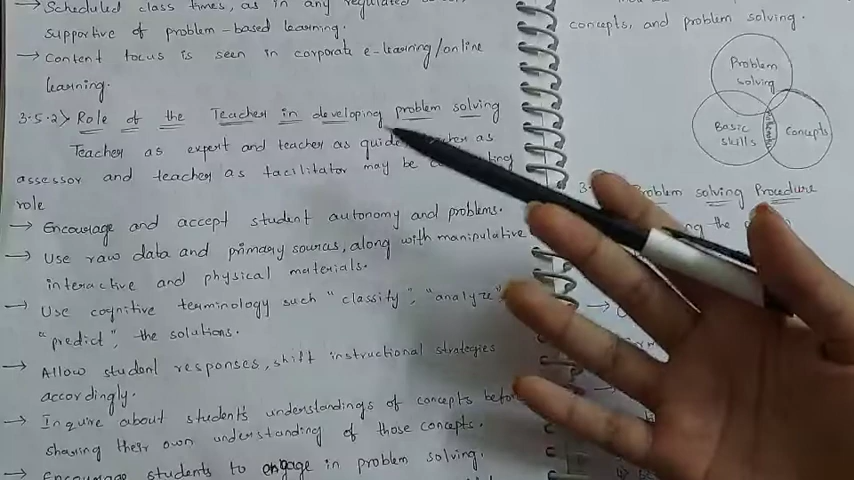 → Scheduled class times, as in any regulated
supportive of problem-based learning.
→ Content focus is seen in corporate e-learning/online
learning.
3.5.2> Role of the Teacher in developing problem solving
Teacher as expert and teacher as guide as
assessor and teacher as facilitator may be
role
→ Encourage and accept student autonomy and problems.
→ Use raw data and primary sources, along with manipulative
interactive and physical materials.
→ Use cognitive terminology such "classify", "analyze",
"predict", the solutions.
→ Allow student responses, shift instructional strategies
accordingly.
→ Inquire about students understandings of concepts before
sharing their own understanding of those concepts.
→ Encourage students to engage in problem solving.
concepts, and problem solving.
Problem
solving
Basic
skills
Concepts
Problem solving Procedure
the